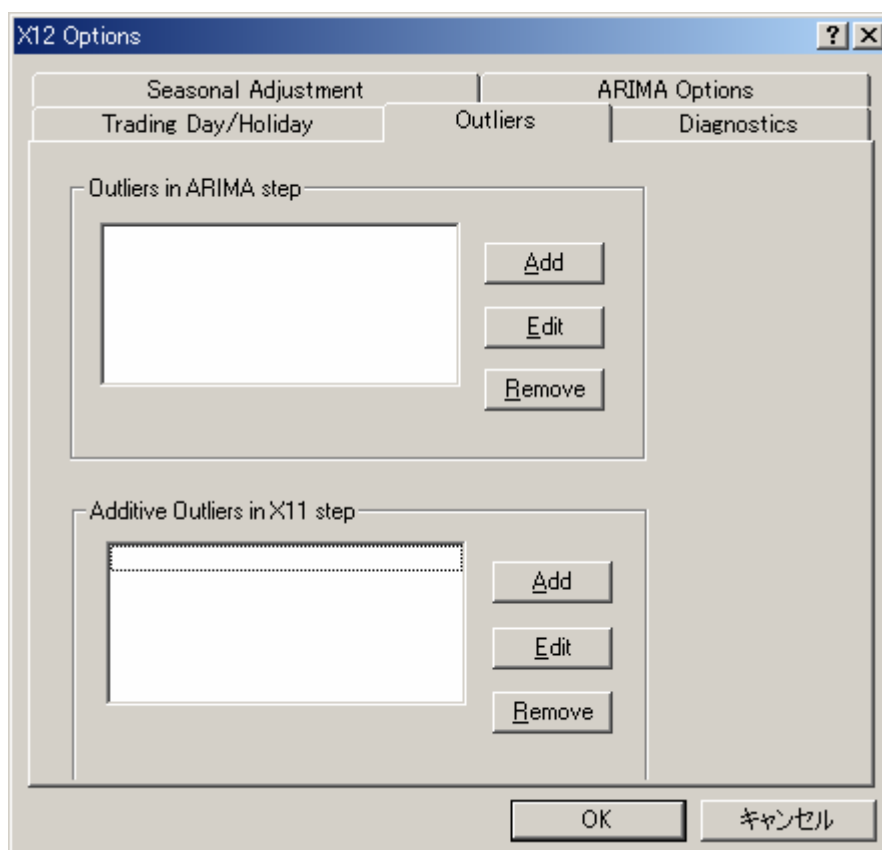 X12 Options
Seasonal Adjustment
ARIMA Options
Trading Day/Holiday
Outliers
Diagnostics
Outliers in ARIMA step
Add
Edit
Remove
Additive Outliers in X11 step
Add
Edit
Remove
OK
キャンセル